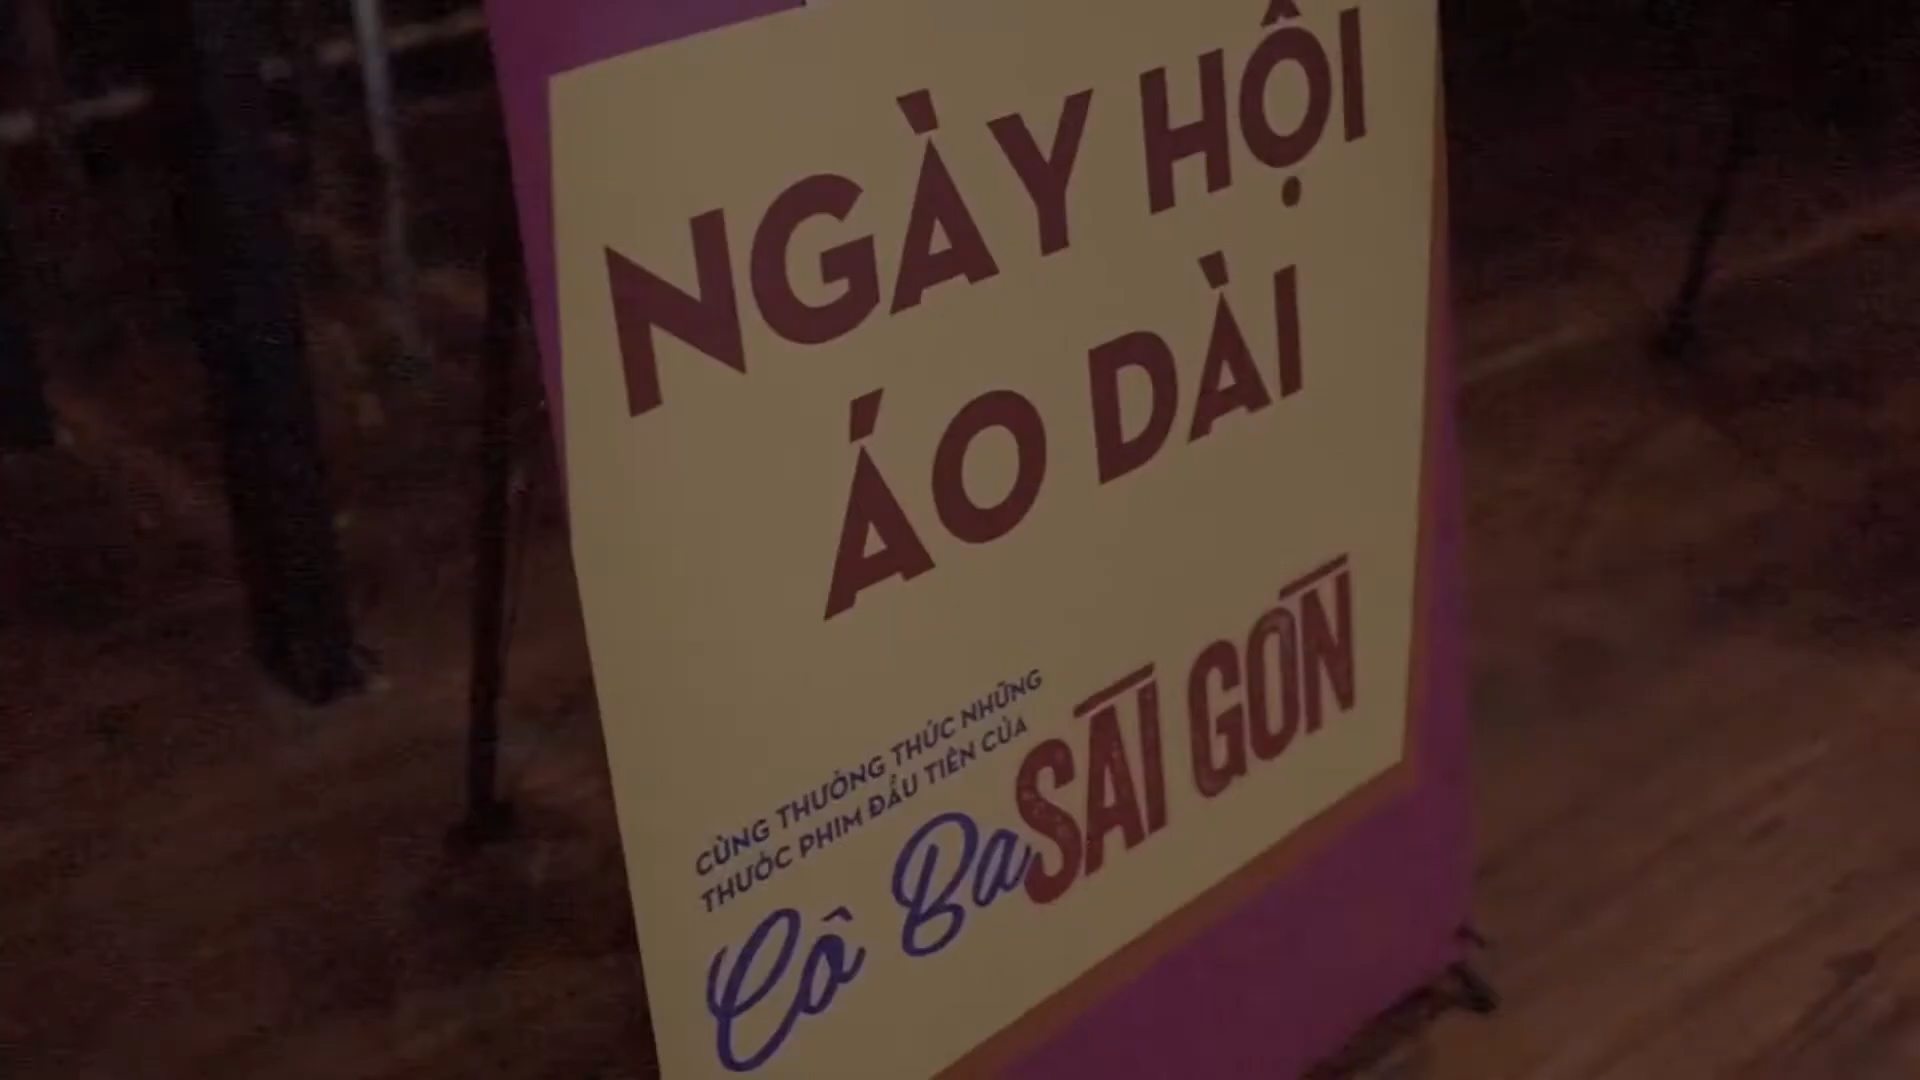 NGÀY HỘI
ÁO DÀI
CÙNG THƯỞNG THỨC NHỮNG
THƯỚC PHIM ĐẦU TIÊN CỦA
Cô Ba SÀI GÒN